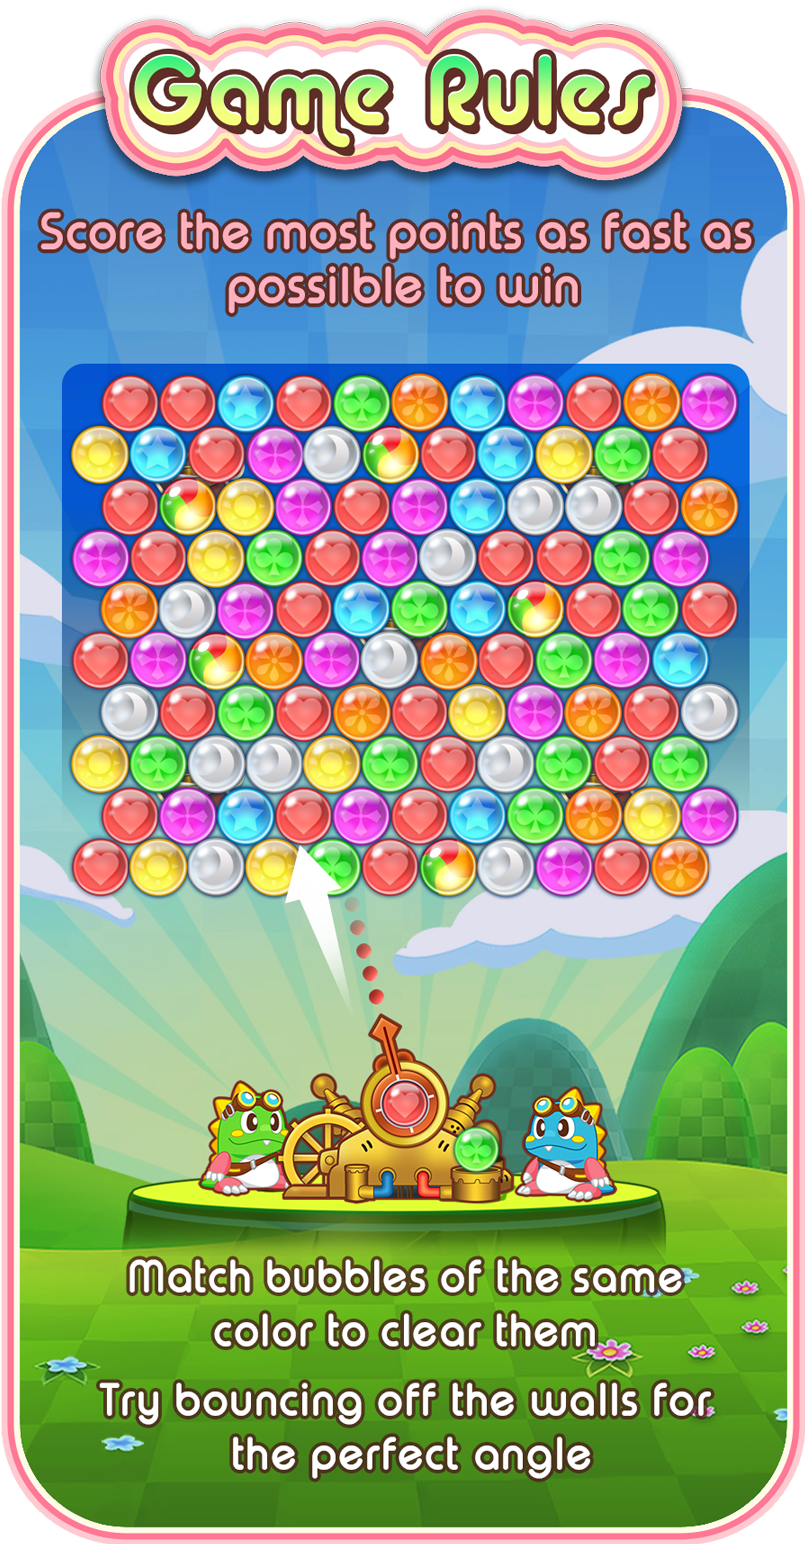 Game Rules
Score the most points as fast as
possilble to win
Match bubbles of the same
color to clear them
Try bouncing off the walls for
the perfect angle